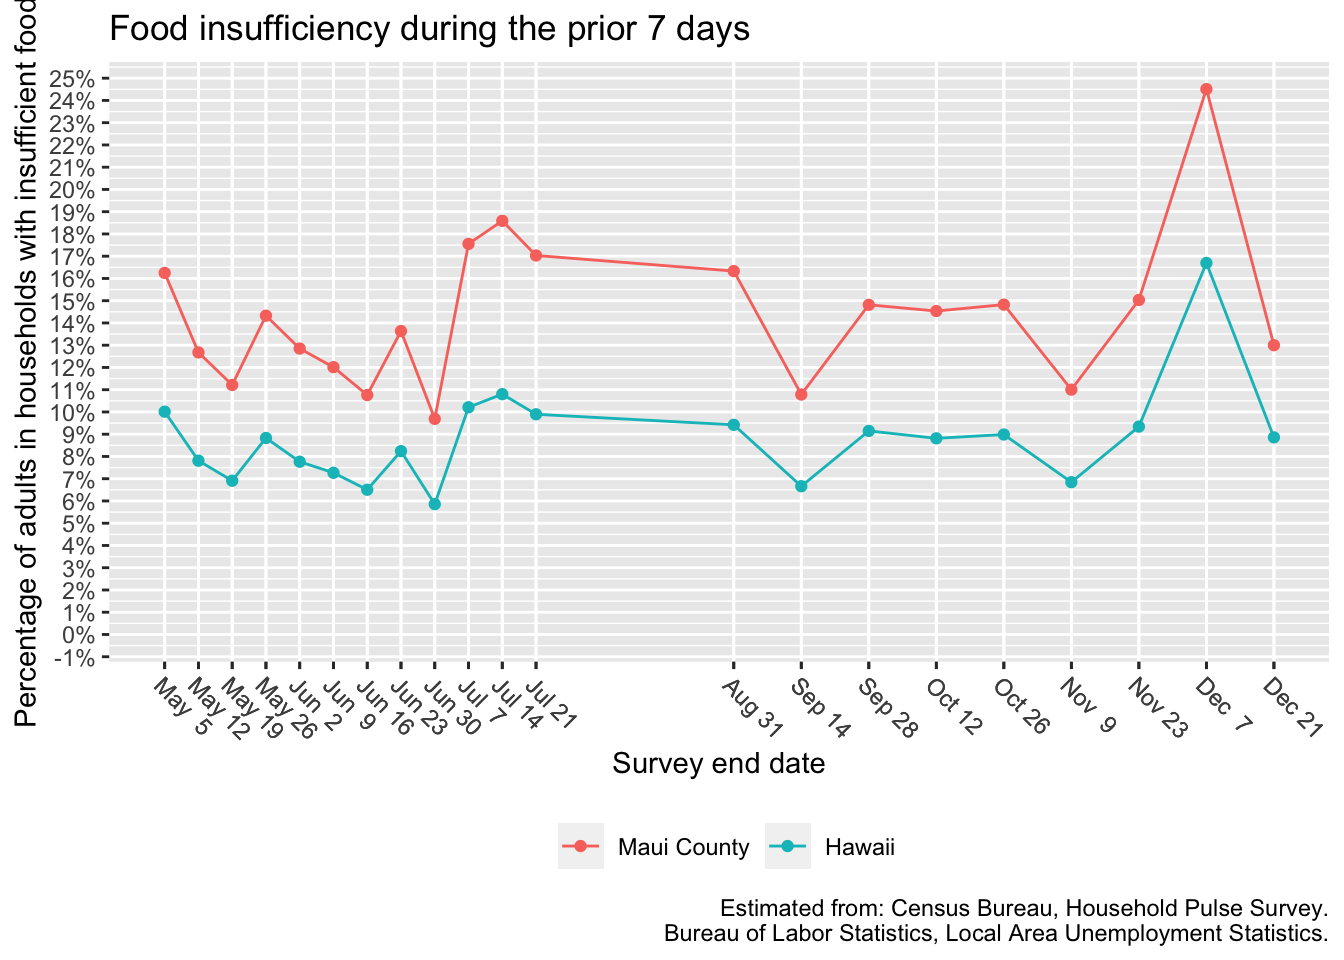 Food insufficiency during the prior 7 days
Percentage of adults in households with insufficient food
25%
24%
23%
22%
21%
20%
19%
18%
17%
16%
15%
14%
13%
12%
11%
10%
9%
8%
7%
6%
5%
4%
3%
2%
1%
0%
-1%
May 5
May 12
May 19
May 26
Jun 2
Jun 9
Jun 16
Jun 23
Jun 30
Jul 7
Jul 14
Jul 21
Aug 31
Sep 14
Sep 28
Oct 12
Oct 26
Nov 9
Nov 23
Dec 7
Dec 21
Survey end date
Maui County
Hawaii
Estimated from: Census Bureau, Household Pulse Survey.
Bureau of Labor Statistics, Local Area Unemployment Statistics.